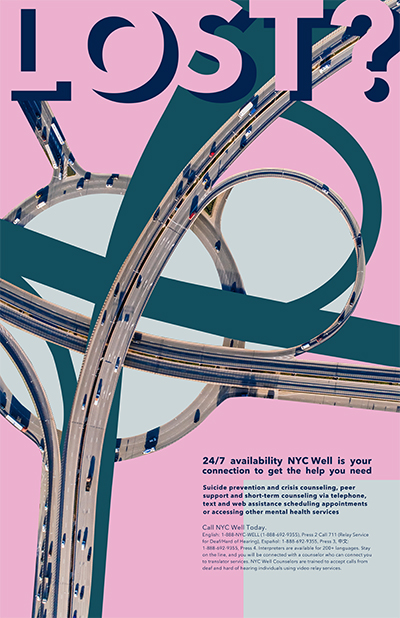 LOST?
24/7 availability NYC Well is your
connection to get the help you need
Suicide prevention and crisis counseling, peer
support and short-term counseling via telephone,
text and web assistance scheduling appointments
or accessing other mental health services
Call NYC Well Today.
English: 1-888-NYC-WELL (1-888-692-9355), Press 2 Call 711 (Relay Service
for Deaf/Hard of Hearing), Español: 1-888-692-9355, Press 3, 中文:
1-888-692-9355, Press 4. Interpreters are available for 200+ languages. Stay
on the line, and you will be connected with a counselor who can connect you
to translator services. NYC Well Counselors are trained to accept calls from
deaf and hard of hearing individuals using video relay services.